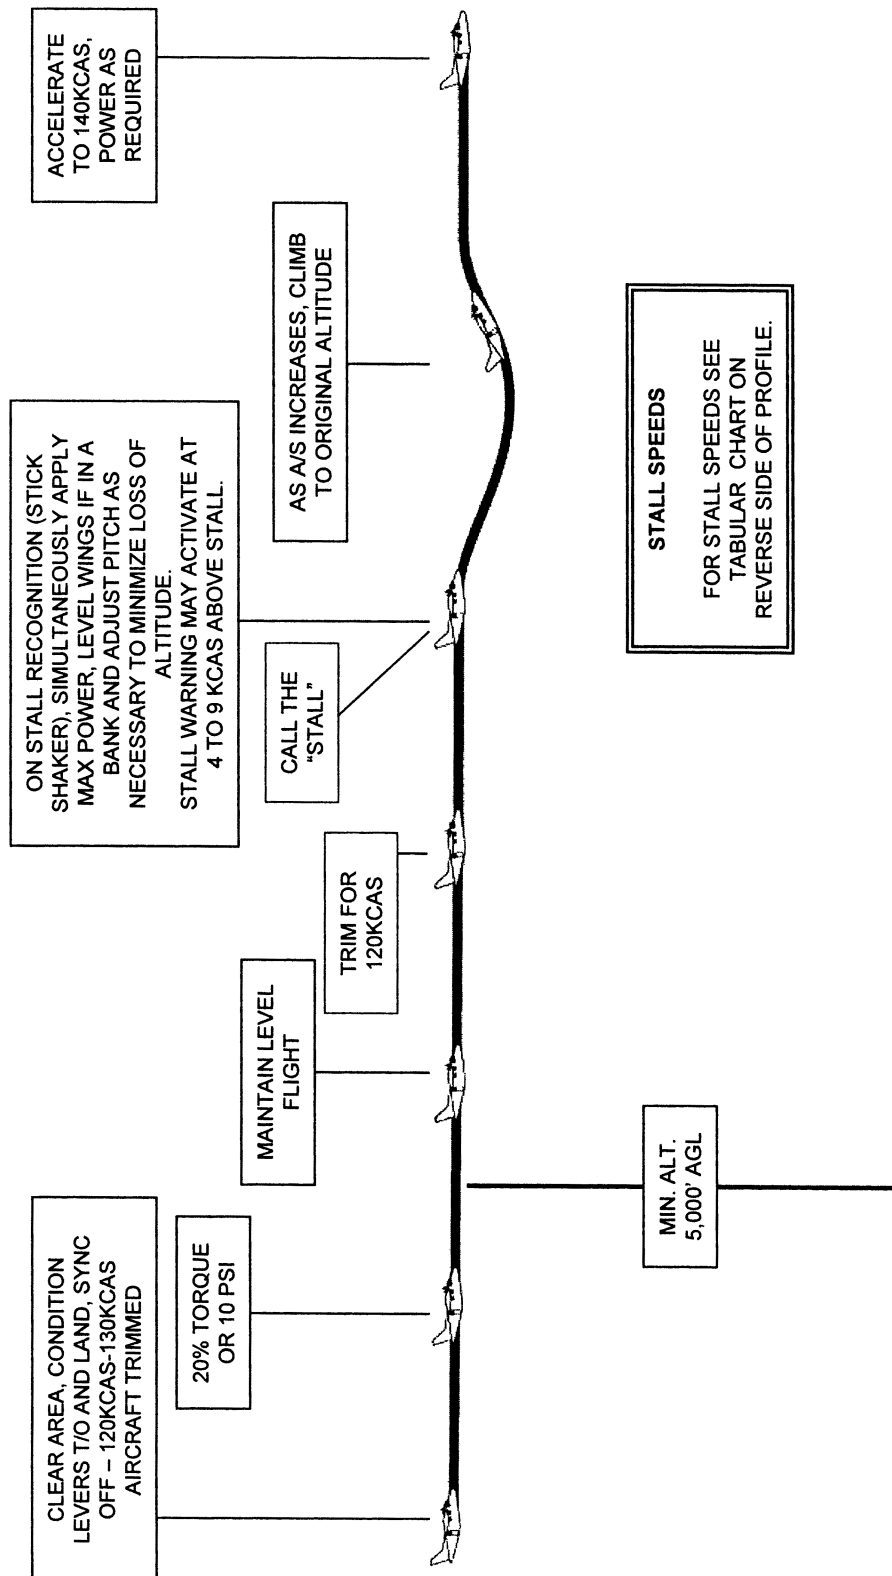 CLEAR AREA, CONDITION
LEVERS T/O AND LAND, SYNC
OFF – 120KCAS-130KCAS
AIRCRAFT TRIMMED
20% TORQUE
OR 10 PSI
MAINTAIN LEVEL
FLIGHT
TRIM FOR
120KCAS
CALL THE
“STALL”
ON STALL RECOGNITION (STICK
SHAKER), SIMULTANEOUSLY APPLY
MAX POWER, LEVEL WINGS IF IN A
BANK AND ADJUST PITCH AS
NECESSARY TO MINIMIZE LOSS OF
ALTITUDE.
STALL WARNING MAY ACTIVATE AT
4 TO 9 KCAS ABOVE STALL.
AS A/S INCREASES, CLIMB
TO ORIGINAL ALTITUDE
ACCELERATE
TO 140KCAS,
POWER AS
REQUIRED
MIN. ALT.
5,000’ AGL
STALL SPEEDS
FOR STALL SPEEDS SEE
TABULAR CHART ON
REVERSE SIDE OF PROFILE.